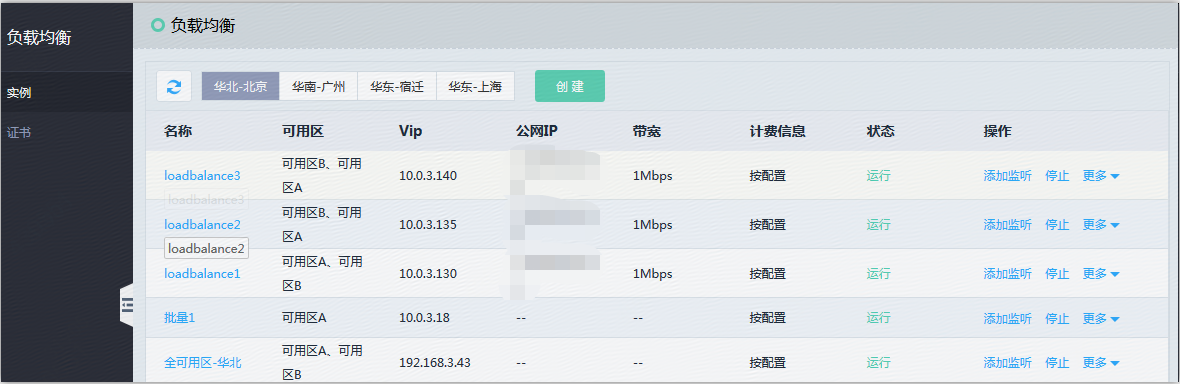 负载均衡
实例
证书
负载均衡
华北-北京 华南-广州 华东-宿迁 华东-上海 创 建
名称 可用区 Vip 公网IP 带宽 计费信息 状态 操作
loadbalance3 可用区B、可用区A 10.0.3.140 1Mbps 按配置 运行 添加监听 停止 更多
loadbalance3
loadbalance2 可用区B、可用区A 10.0.3.135 1Mbps 按配置 运行 添加监听 停止 更多
loadbalance2
loadbalance1 可用区A、可用区B 10.0.3.130 1Mbps 按配置 运行 添加监听 停止 更多
批量1 可用区A 10.0.3.18 -- -- 按配置 运行 添加监听 停止 更多
全可用区-华北 可用区A、可用区B 192.168.3.43 -- -- 按配置 运行 添加监听 停止 更多